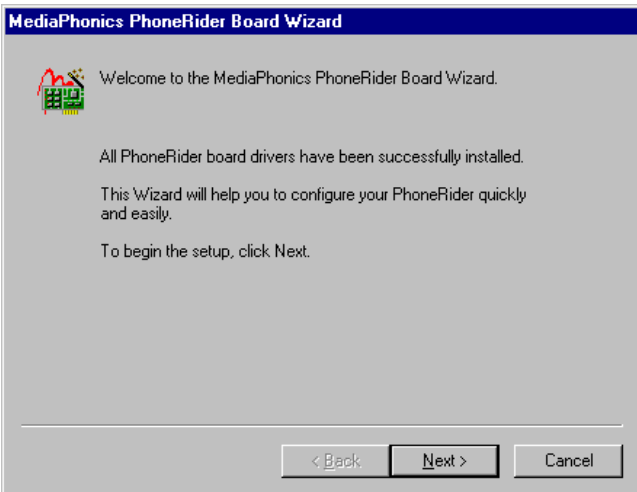 MediaPhonics PhoneRider Board Wizard
Welcome to the MediaPhonics PhoneRider Board Wizard.
All PhoneRider board drivers have been successfully installed.
This Wizard will help you to configure your PhoneRider quickly
and easily.
To begin the setup, click Next.
< Back
Next >
Cancel